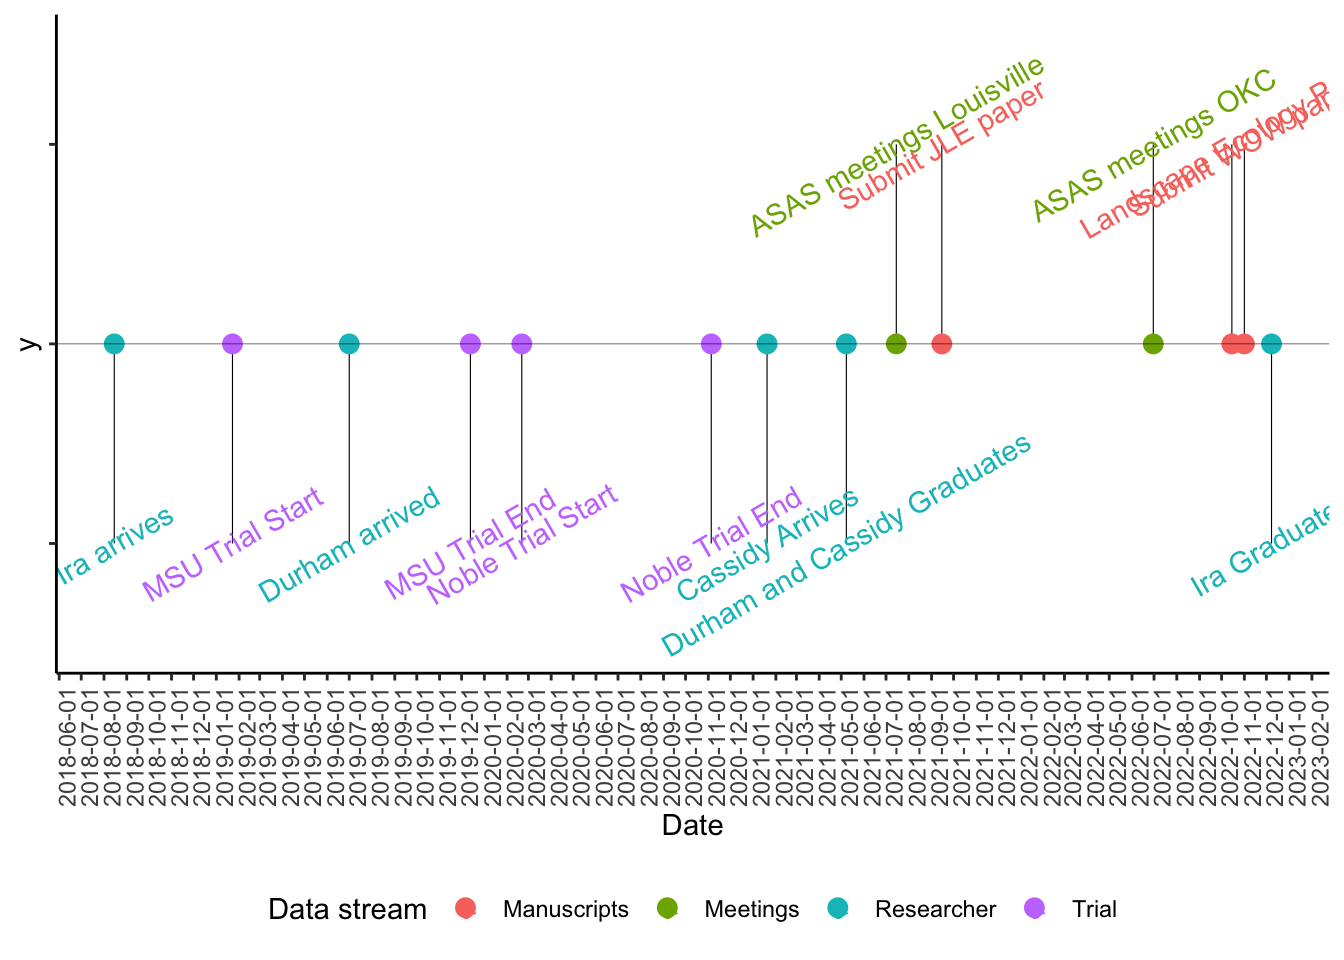 ASAS meetings Louisville
Submit JLE paper
ASAS meetings OKC
Landscape Ecology
Submit WOW
y
Ira arrives
MSU Trial Start
Durham arrived
MSU Trial End
Noble Trial Start
Noble Trial End
Cassidy Arrives
Durham and Cassidy Graduates
Ira Graduate
2018-06-01
2018-07-01
2018-08-01
2018-09-01
2018-10-01
2018-11-01
2018-12-01
2019-01-01
2019-02-01
2019-03-01
2019-04-01
2019-05-01
2019-06-01
2019-07-01
2019-08-01
2019-09-01
2019-10-01
2019-11-01
2019-12-01
2020-01-01
2020-02-01
2020-03-01
2020-04-01
2020-05-01
2020-06-01
2020-07-01
2020-08-01
2020-09-01
2020-10-01
2020-11-01
2020-12-01
2021-01-01
2021-02-01
2021-03-01
2021-04-01
2021-05-01
2021-06-01
2021-07-01
2021-08-01
2021-09-01
2021-10-01
2021-11-01
2021-12-01
2022-01-01
2022-02-01
2022-03-01
2022-04-01
2022-05-01
2022-06-01
2022-07-01
2022-08-01
2022-09-01
2022-10-01
2022-11-01
2022-12-01
2023-01-01
2023-02-01
Date
Data stream
Manuscripts
Meetings
Researcher
Trial